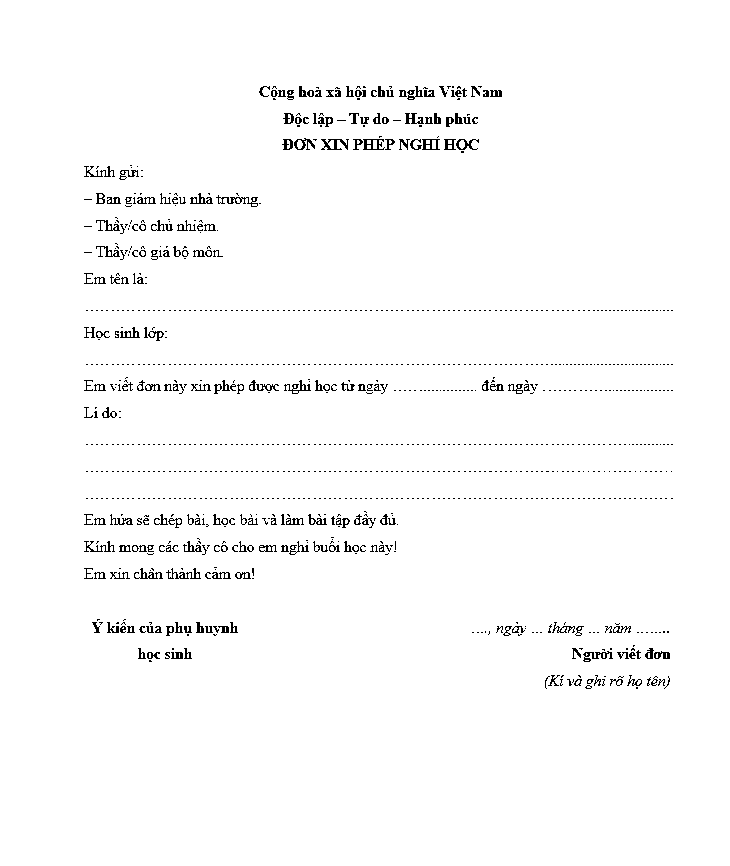 Cộng hoà xã hội chủ nghĩa Việt Nam
Độc lập – Tự do – Hạnh phúc
ĐƠN XIN PHÉP NGHỈ HỌC
Kính gửi:
– Ban giám hiệu nhà trường.
– Thầy/cô chủ nhiệm.
– Thầy/cô giá bộ môn.
Em tên là:
……………………………………………………………………………………..................
Học sinh lớp:
………………………………………………………………………………............................
Em viết đơn này xin phép được nghỉ học từ ngày ……............... đến ngày …………..................
Lí do:
…………………………………………………………………………………………............
…………………………………………………………………………………………………
…………………………………………………………………………………………………
Em hứa sẽ chép bài, học bài và làm bài tập đầy đủ.
Kính mong các thầy cô cho em nghỉ buổi học này!
Em xin chân thành cảm ơn!
Ý kiến của phụ huynh …., ngày … tháng … năm ……..
học sinh Người viết đơn
(Kí và ghi rõ họ tên)